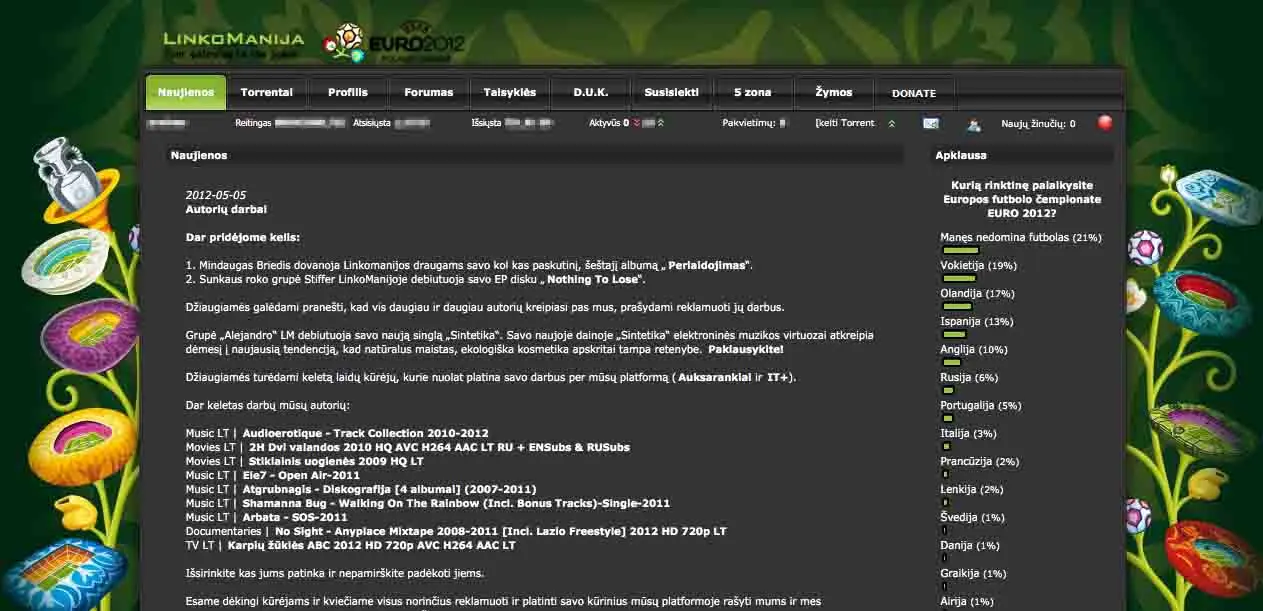 LINKOMANIJA
UEFA
EURO2012
Naujienos Torrentai Profilis Forumas Taisyklės D.U.K. Susisiekti S zona Žymos DONATE
Reitingas Atsisiųsta Išsiųsta Aktyvūs 0 Pakvietimų: Įkelti Torrent Naujų žinučių: 0
Naujienos
2012-05-05
Autorių darbai
Dar pridėjome kelis:
1. Mindaugas Briedis dovanoja Linkomanijos draugams savo kol kas paskutinį, šeštąjį albumą „ Perlaidojimas“.
2. Sunkaus roko grupė Stiffer LinkoManijoje debiutuoja savo EP disku „ Nothing To Lose“.
Džiaugiamės galėdami pranešti, kad vis daugiau ir daugiau autorių kreipiasi pas mus, prašydami reklamuoti jų darbus.
Grupė „Alejandro“ LM debiutuoja savo naują singlą „Sintetika“. Savo naujoje dainoje „Sintetika“ elektroninės muzikos virtuozai atkreipia
dėmesį į naujausią tendenciją, kad natūralus maistas, ekologiška kosmetika apskritai tampa retenybe. Paklausykite!
Džiaugiamės turėdami keletą laidų kūrėjų, kurie nuolat platina savo darbus per mūsų platformą ( Auksarankiai ir IT+).
Dar keletas darbų mūsų autorių:
Music LT | Audioerotique - Track Collection 2010-2012
Movies LT | 2H Dvi valandos 2010 HQ AVC H264 AAC LT RU + ENSubs & RUSubs
Movies LT | Stiklainis uogienės 2009 HQ LT
Music LT | Ele7 - Open Air-2011
Music LT | Atgrubnagis - Diskografija [4 albumai] (2007-2011)
Music LT | Shamanna Bug - Walking On The Rainbow (Incl. Bonus Tracks)-Single-2011
Music LT | Arbata - SOS-2011
Documentaries | No Sight - Anyplace Mixtape 2008-2011 [Incl. Lazio Freestyle] 2012 HD 720p LT
TV LT | Karpių žūklės ABC 2012 HD 720p AVC H264 AAC LT
Išsirinkite kas jums patinka ir nepamirškite padėkoti jiems.
Esame dėkingi kūrėjams ir kviečiame visus norinčius reklamuoti ir platinti savo kūrinius mūsų platformoje rašyti mums ir mes
Apklausa
Kurią rinktinę palaikysite
Europos futbolo čempionate
EURO 2012?
Manęs nedomina futbolas (21%)
Vokietija (19%)
Olandija (17%)
Ispanija (13%)
Anglija (10%)
Rusija (6%)
Portugalija (5%)
Italija (3%)
Prancūzija (2%)
Lenkija (2%)
Švedija (1%)
Danija (1%)
Graikija (1%)
Airija (1%)